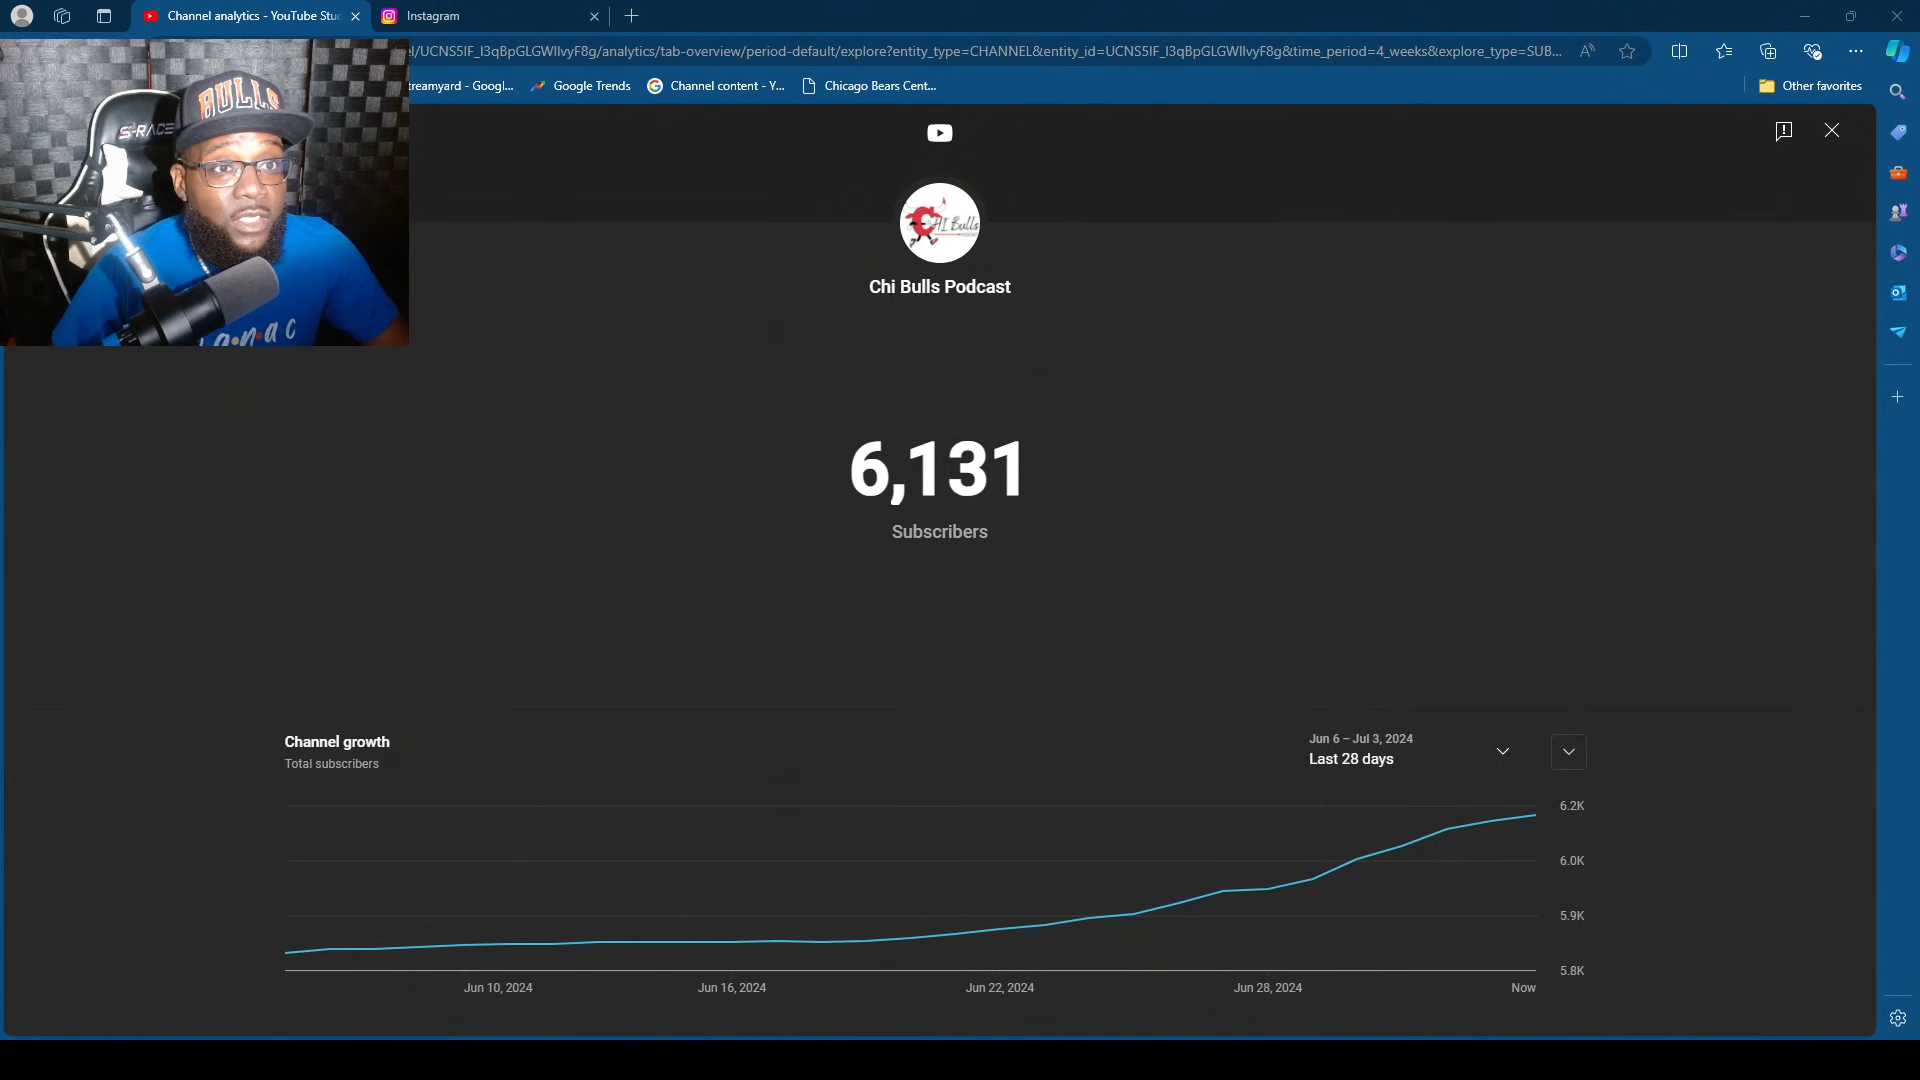 Channel analytics - YouTube Stu
Instagram
el/UCNS5IF_I3qBpGLGWIlvyF8g/analytics/tab-overview/period-default/explore?entity_type=CHANNEL&entity_id=UCNS5IF_I3qBpGLGWIlvyF8g&time_period=4_weeks&explore_type=SUB...
treamyard - Googl...
Google Trends
Channel content - Y...
Chicago Bears Cent...
Other favorites
BULLS
S-RACE
CHI Bulls
Chi Bulls Podcast
6,131
Subscribers
Channel growth
Total subscribers
Jun 6 – Jul 3, 2024
Last 28 days
6.2K
6.0K
5.9K
5.8K
Jun 10, 2024
Jun 16, 2024
Jun 22, 2024
Jun 28, 2024
Now